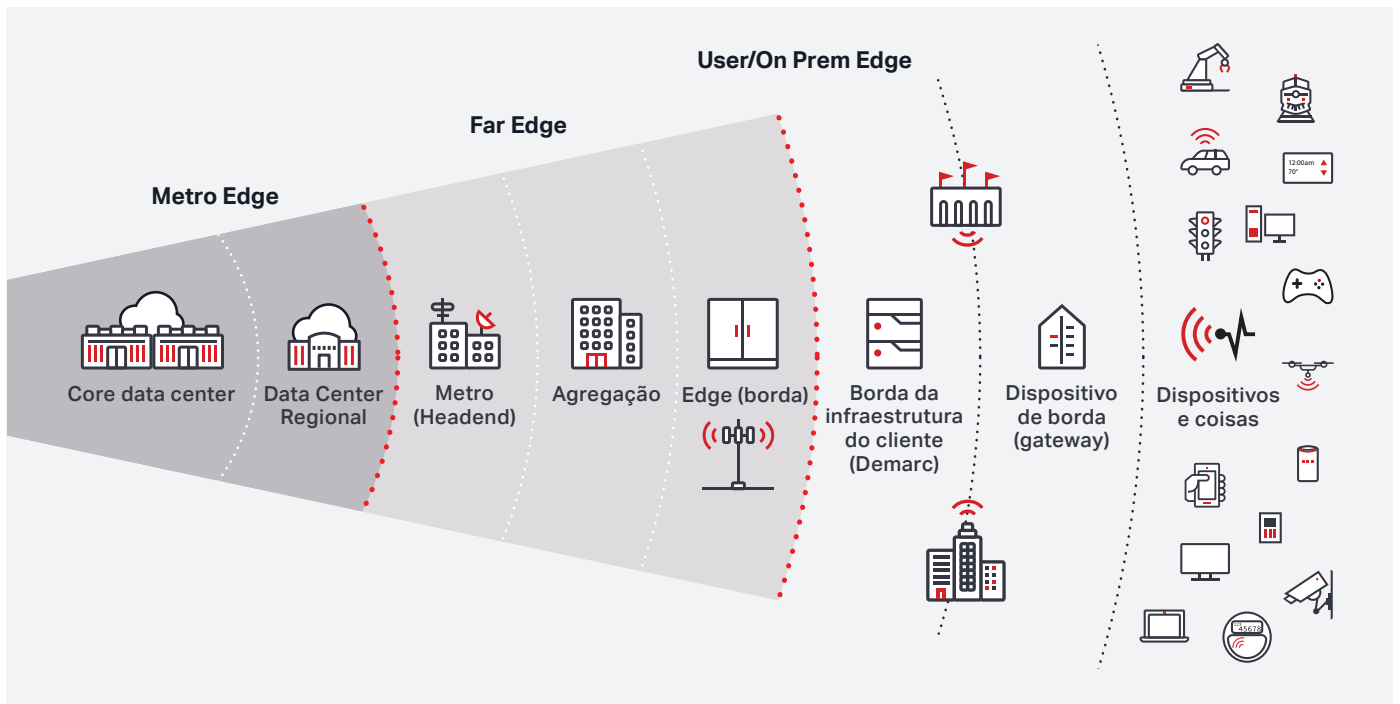 User/On Prem Edge
Far Edge
Metro Edge
Core data center
Data Center
Regional
Metro
(Headend)
Agregação
Edge (borda)
Borda da
infraestrutura
do cliente
(Demarc)
Dispositivo
de borda
(gateway)
Dispositivos
e coisas
12:00am
70°
45678